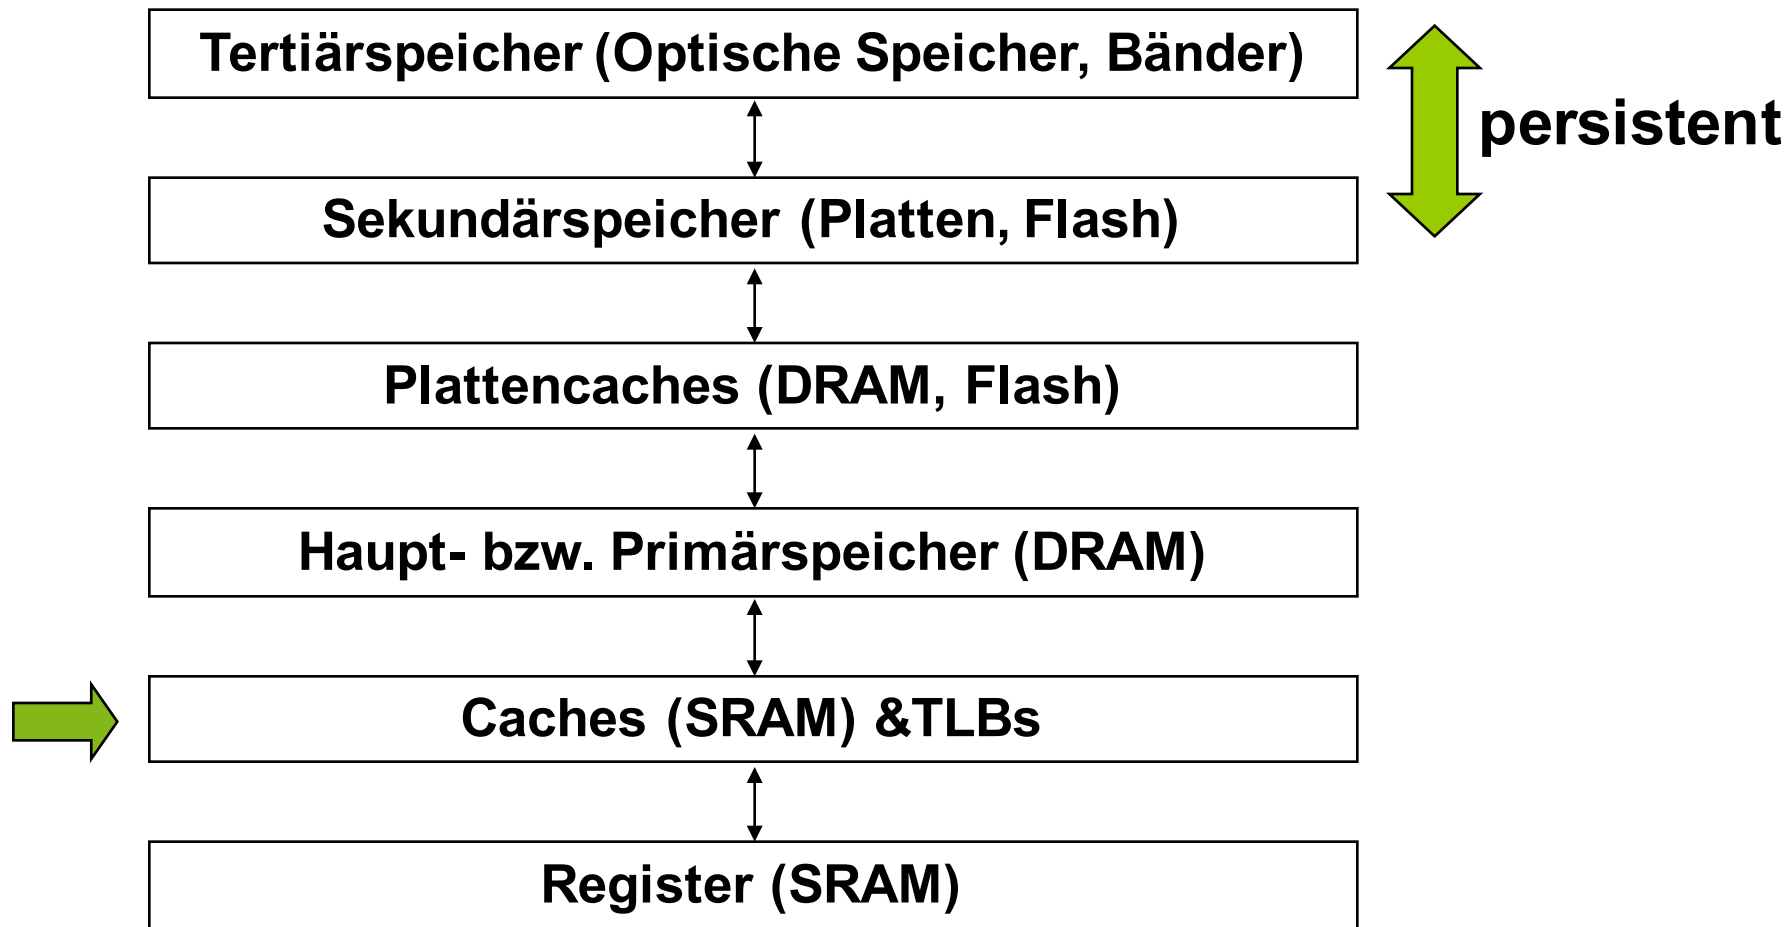 Tertiärspeicher (Optische Speicher, Bänder)
persistent
Sekundärspeicher (Platten, Flash)
Plattencaches (DRAM, Flash)
Haupt- bzw. Primärspeicher (DRAM)
Caches (SRAM) &TLBs
Register (SRAM)